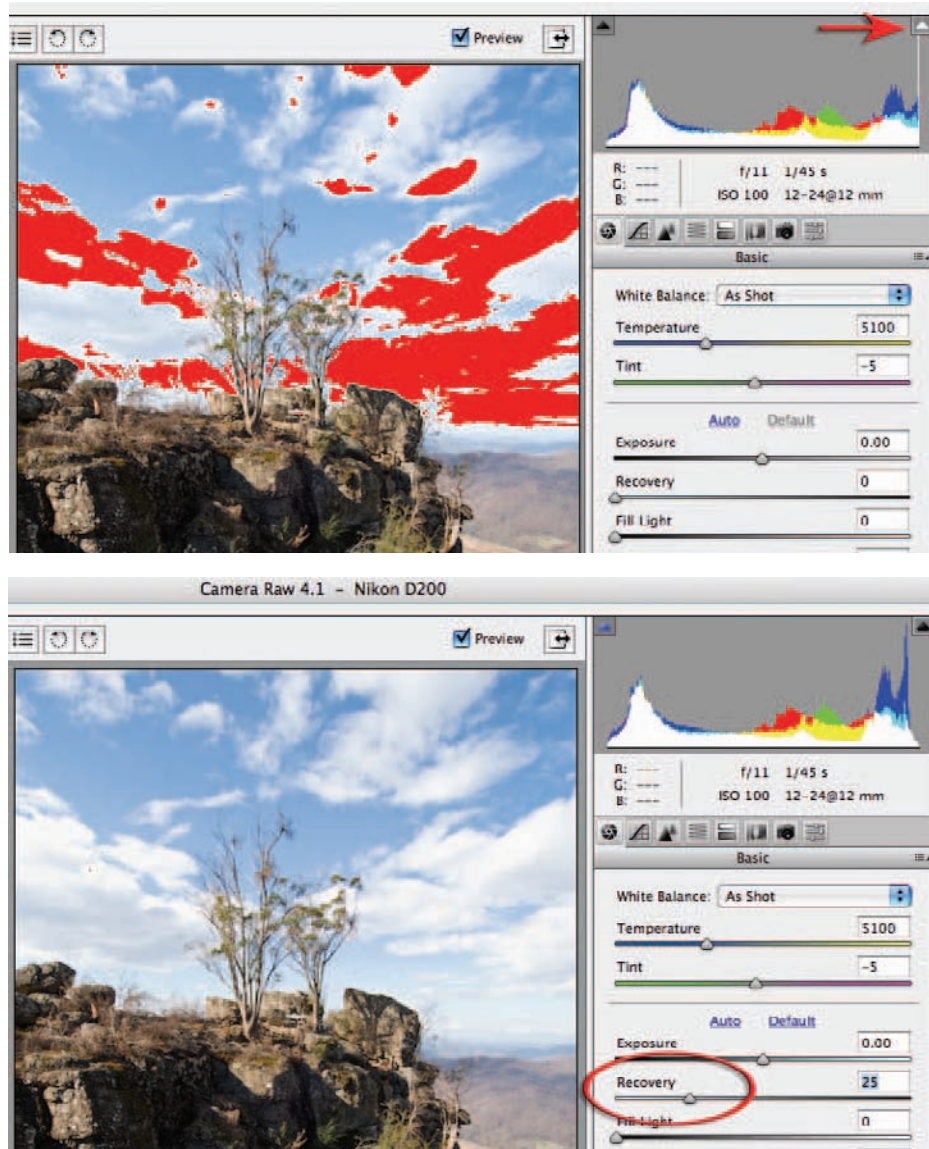 Preview
R: ---
G: ---
B: ---
f/11 1/45 s
ISO 100 12-24@12 mm
Basic
White Balance: As Shot
Temperature 5100
Tint -5
Auto Default
Exposure 0.00
Recovery 0
Fill Light 0
Camera Raw 4.1 - Nikon D200
Preview
R: ---
G: ---
B: ---
f/11 1/45 s
ISO 100 12-24@12 mm
Basic
White Balance: As Shot
Temperature 5100
Tint -5
Auto Default
Exposure 0.00
Recovery 25
Fill Light 0